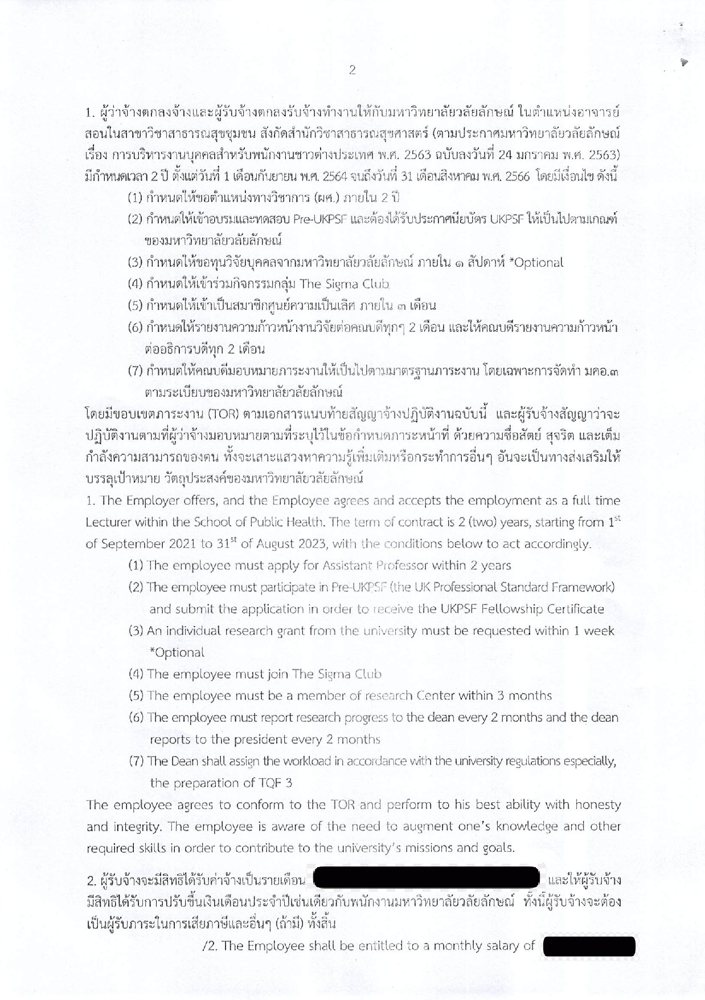 2
1. ผู้ว่าจ้างตกลงจ้างและผู้รับจ้างตกลงรับจ้างทำงานให้กับมหาวิทยาลัยวลัยลักษณ์ ในตำแหน่งอาจารย์
สอนในสาขาวิชาสาธารณสุขชุมชน สังกัดสำนักวิชาสาธารณสุขศาสตร์ (ตามประกาศมหาวิทยาลัยวลัยลักษณ์
เรื่อง การบริหารงานบุคคลสำหรับพนักงานชาวต่างประเทศ พ.ศ. 2563 ฉบับลงวันที่ 24 มกราคม พ.ศ. 2563)
มีกำหนดเวลา 2 ปี ตั้งแต่วันที่ 1 เดือนกันยายน พ.ศ. 2564 จนถึงวันที่ 31 เดือนสิงหาคม พ.ศ. 2566 โดยมีเงื่อนไข ดังนี้
(1) กำหนดให้ขอตำแหน่งทางวิชาการ (ผศ.) ภายใน 2 ปี
(2) กำหนดให้เข้าอบรมและทดสอบ Pre-UKPSF และต้องได้รับประกาศนียบัตร UKPSF ให้เป็นไปตามเกณฑ์
ของมหาวิทยาลัยวลัยลักษณ์
(3) กำหนดให้ขอทุนวิจัยบุคคลจากมหาวิทยาลัยวลัยลักษณ์ ภายใน ๑ สัปดาห์ *Optional
(4) กำหนดให้เข้าร่วมกิจกรรมกลุ่ม The Sigma Club
(5) กำหนดให้เข้าเป็นสมาชิกศูนย์ความเป็นเลิศ ภายใน ๓ เดือน
(6) กำหนดให้รายงานความก้าวหน้างานวิจัยต่อคณบดีทุกๆ 2 เดือน และให้คณบดีรายงานความก้าวหน้า
ต่ออธิการบดีทุก 2 เดือน
(7) กำหนดให้คณบดีมอบหมายภาระงานให้เป็นไปตามมาตรฐานภาระงาน โดยเฉพาะการจัดทำ มคอ.๓
ตามระเบียบของมหาวิทยาลัยวลัยลักษณ์
โดยมีขอบเขตภาระงาน (TOR) ตามเอกสารแนบท้ายสัญญาจ้างปฏิบัติงานฉบับนี้ และผู้รับจ้างสัญญาว่าจะ
ปฏิบัติงานตามที่ผู้ว่าจ้างมอบหมายตามที่ระบุไว้ในข้อกำหนดภาระหน้าที่ ด้วยความซื่อสัตย์ สุจริต และเต็ม
กำลังความสามารถของตน ทั้งจะเสาะแสวงหาความรู้เพิ่มเติมหรือกระทำการอื่นๆ อันจะเป็นทางส่งเสริมให้
บรรลุเป้าหมาย วัตถุประสงค์ของมหาวิทยาลัยวลัยลักษณ์
1. The Employer offers, and the Employee agrees and accepts the employment as a full time
Lecturer within the School of Public Health. The term of contract is 2 (two) years, starting from 1st
of September 2021 to 31st of August 2023, with the conditions below to act accordingly.
(1) The employee must apply for Assistant Professor within 2 years
(2) The employee must participate in Pre-UKPSF (the UK Professional Standard Framework)
and submit the application in order to receive the UKPSF Fellowship Certificate
(3) An individual research grant from the university must be requested within 1 week
*Optional
(4) The employee must join The Sigma Club
(5) The employee must be a member of research Center within 3 months
(6) The employee must report research progress to the dean every 2 months and the dean
reports to the president every 2 months
(7) The Dean shall assign the workload in accordance with the university regulations especially,
the preparation of TQF 3
The employee agrees to conform to the TOR and perform to his best ability with honesty
and integrity. The employee is aware of the need to augment one's knowledge and other
required skills in order to contribute to the university's missions and goals.
2. ผู้รับจ้างจะมีสิทธิได้รับค่าจ้างเป็นรายเดือน และให้ผู้รับจ้าง
มีสิทธิได้รับการปรับขึ้นเงินเดือนประจำปีเช่นเดียวกับพนักงานมหาวิทยาลัยวลัยลักษณ์ ทั้งนี้ผู้รับจ้างจะต้อง
เป็นผู้รับภาระในการเสียภาษีและอื่นๆ (ถ้ามี) ทั้งสิ้น
/2. The Employee shall be entitled to a monthly salary of